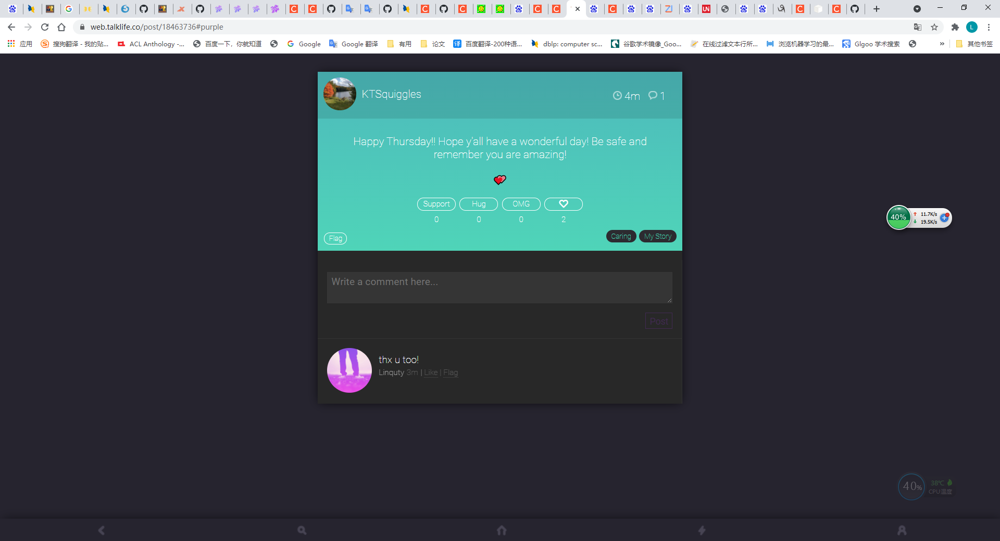 web.talklife.co/post/18463736#purple
应用 搜狗翻译 - 我的贴... ACL Anthology -... 百度一下，你就知道 Google Google 翻译 有用 论文 百度翻译-200种语... dblp: computer sc... 谷歌学术镜像_Goo... 在线过滤文本行所... 浏览机器学习的最... Glgoo 学术搜索 » 其他书签
KTSquiggles 4m 1
Happy Thursday!! Hope y'all have a wonderful day! Be safe and
remember you are amazing!
Support Hug OMG
0 0 0 2
Flag Caring My Story
Write a comment here...
Post
thx u too!
Linquty 3m | Like | Flag
40% 11.7K/s
19.5K/s
40% 38℃
CPU温度